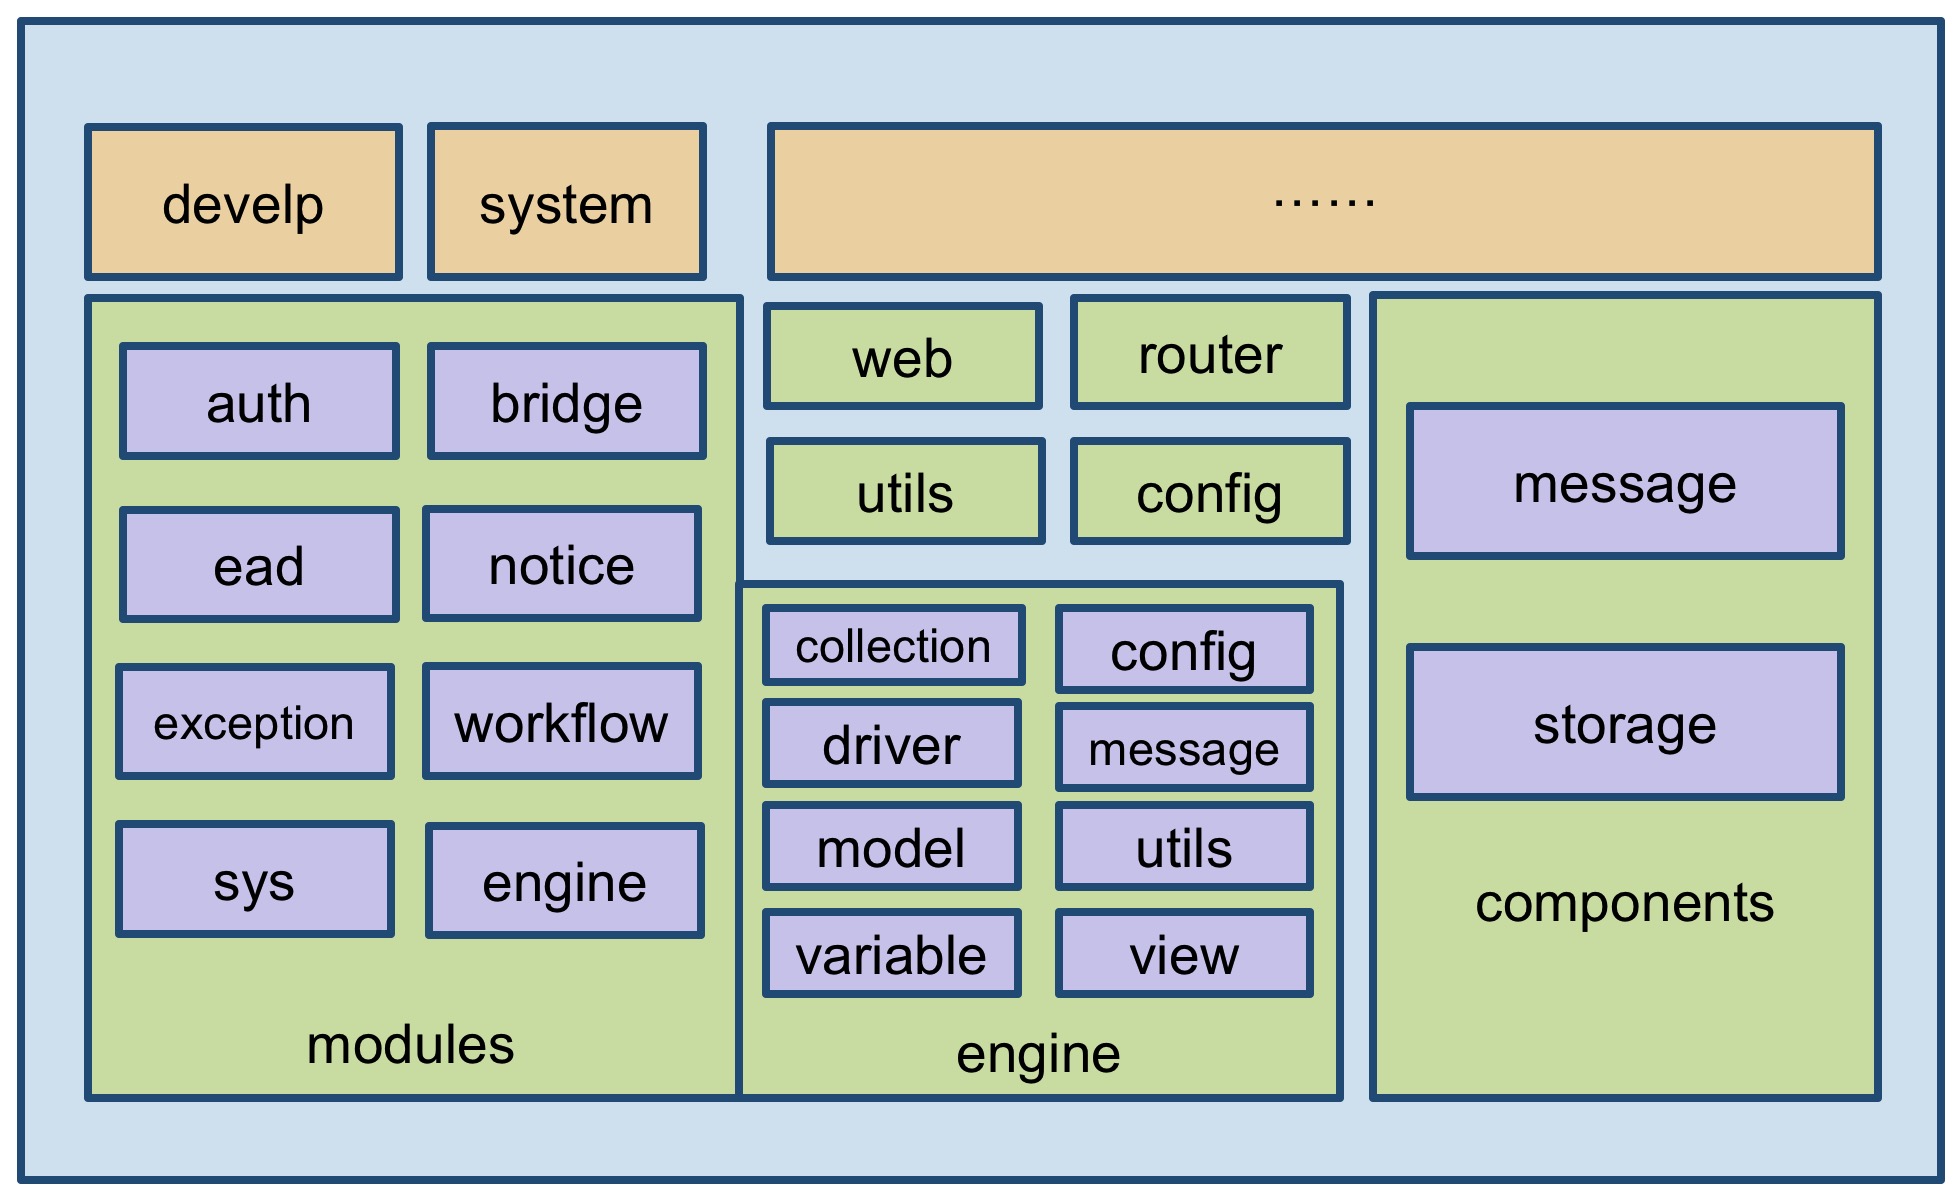 develp
system
......
auth
bridge
ead
notice
exception
workflow
sys
engine
modules
web
router
utils
config
collection
config
driver
message
model
utils
variable
view
engine
message
storage
components